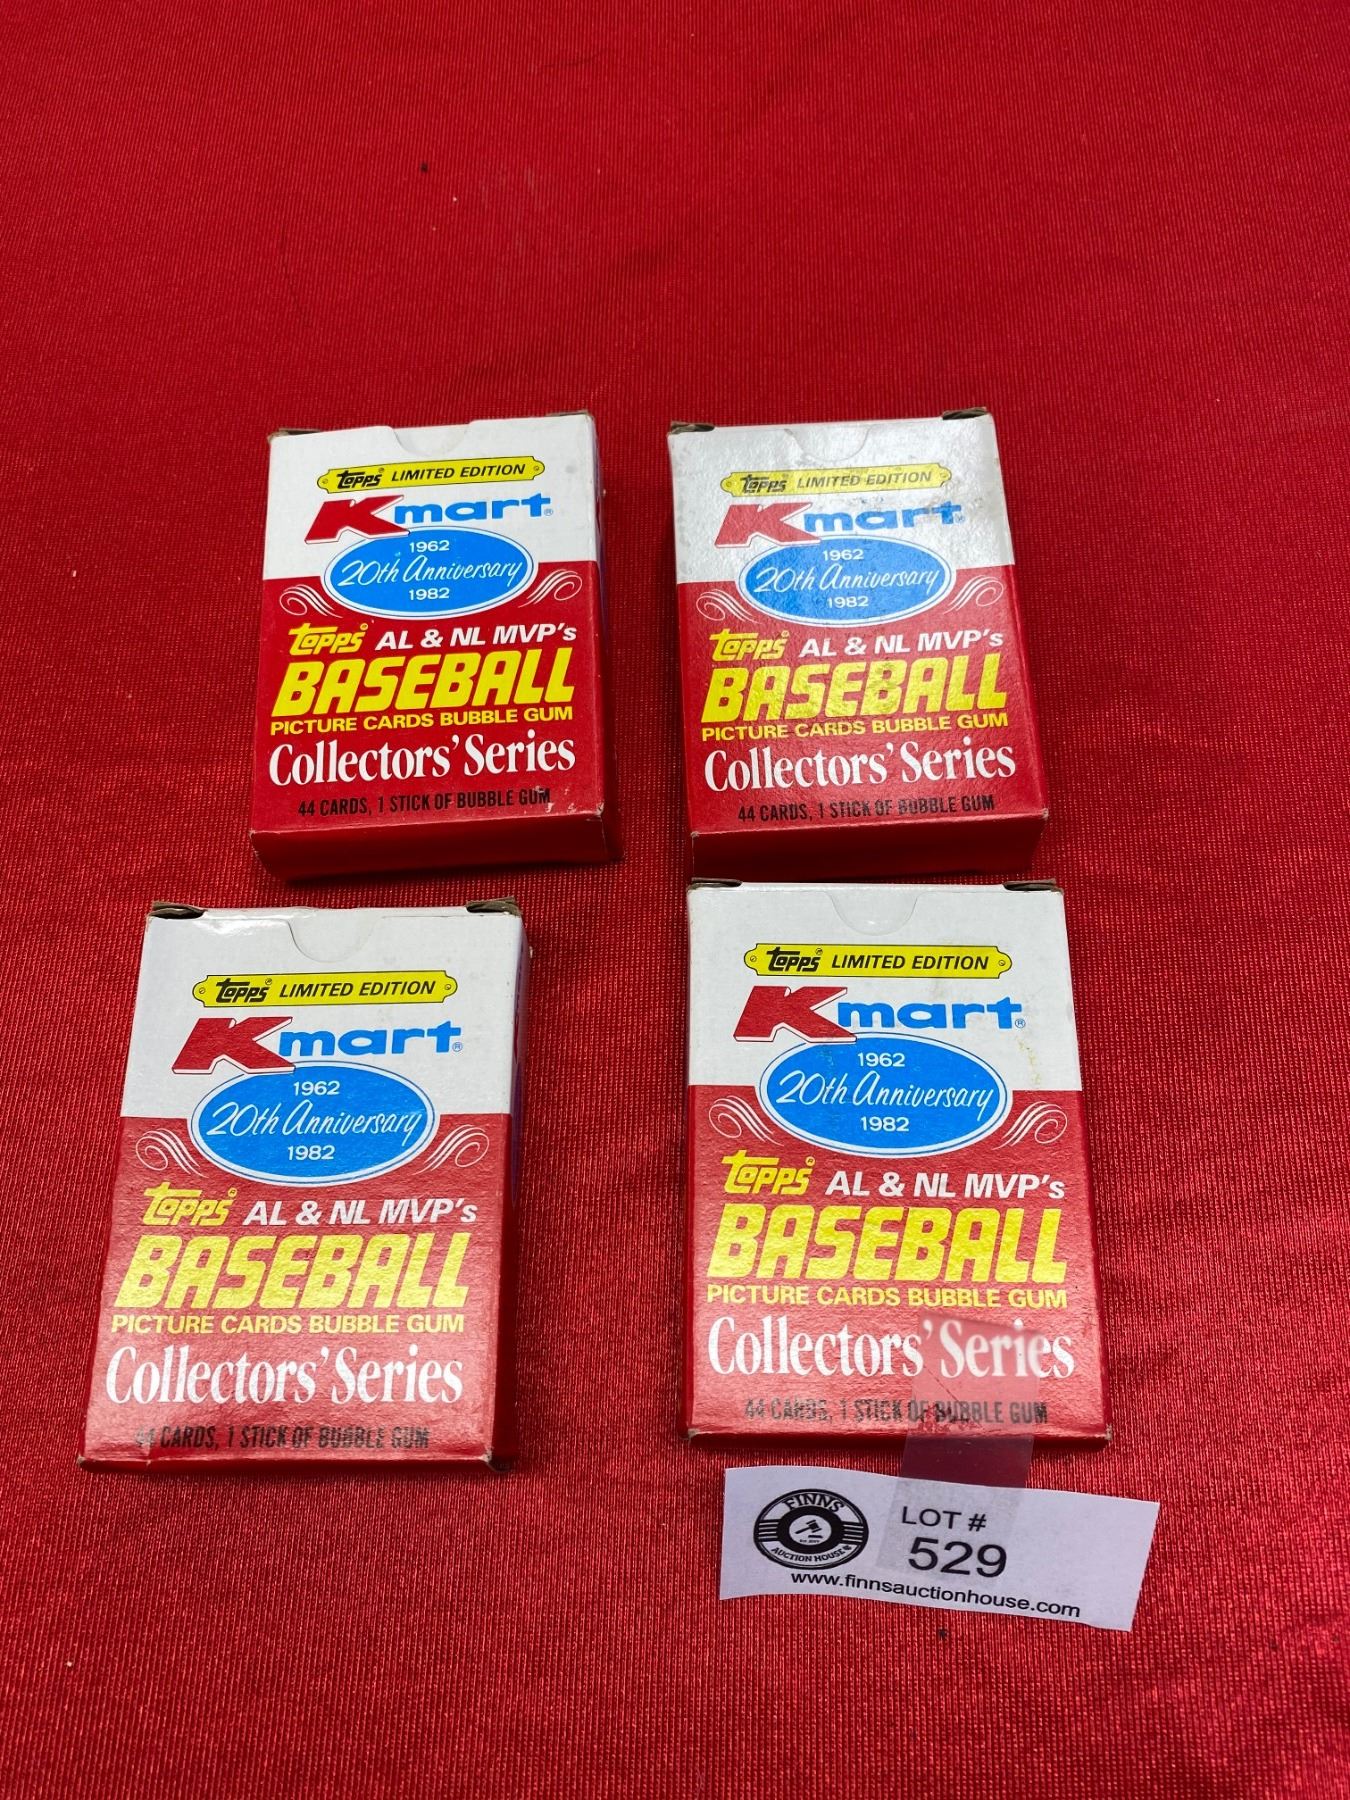 Topps LIMITED EDITION
Kmart®
1962
20th Anniversary
1982
Topps® AL & NL MVP's
BASEBALL
PICTURE CARDS BUBBLE GUM
Collectors' Series
44 CARDS, 1 STICK OF BUBBLE GUM
Topps LIMITED EDITION
Kmart®
1962
20th Anniversary
1982
Topps® AL & NL MVP's
BASEBALL
PICTURE CARDS BUBBLE GUM
Collectors' Series
44 CARDS, 1 STICK OF BUBBLE GUM
Topps® LIMITED EDITION
Kmart®
1962
20th Anniversary
1982
Topps® AL & NL MVP's
BASEBALL
PICTURE CARDS BUBBLE GUM
Collectors' Series
44 CARDS, 1 STICK OF BUBBLE GUM
Topps® LIMITED EDITION
Kmart®
1962
20th Anniversary
1982
Topps® AL & NL MVP's
BASEBALL
PICTURE CARDS BUBBLE GUM
Collectors' Series
44 CARDS, 1 STICK OF BUBBLE GUM
FINNS
AUCTION HOUSE
LOT #
529
www.finnsauctionhouse.com